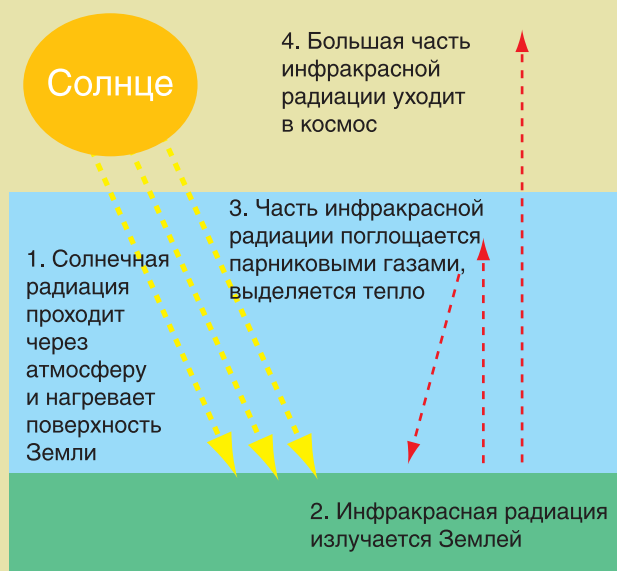 Солнце
4. Большая часть
инфракрасной
радиации уходит
в космос
3. Часть инфракрасной
радиации поглощается
парниковыми газами,
выделяется тепло
1. Солнечная
радиация
проходит
через
атмосферу
и нагревает
поверхность
Земли
2. Инфракрасная радиация
излучается Землей